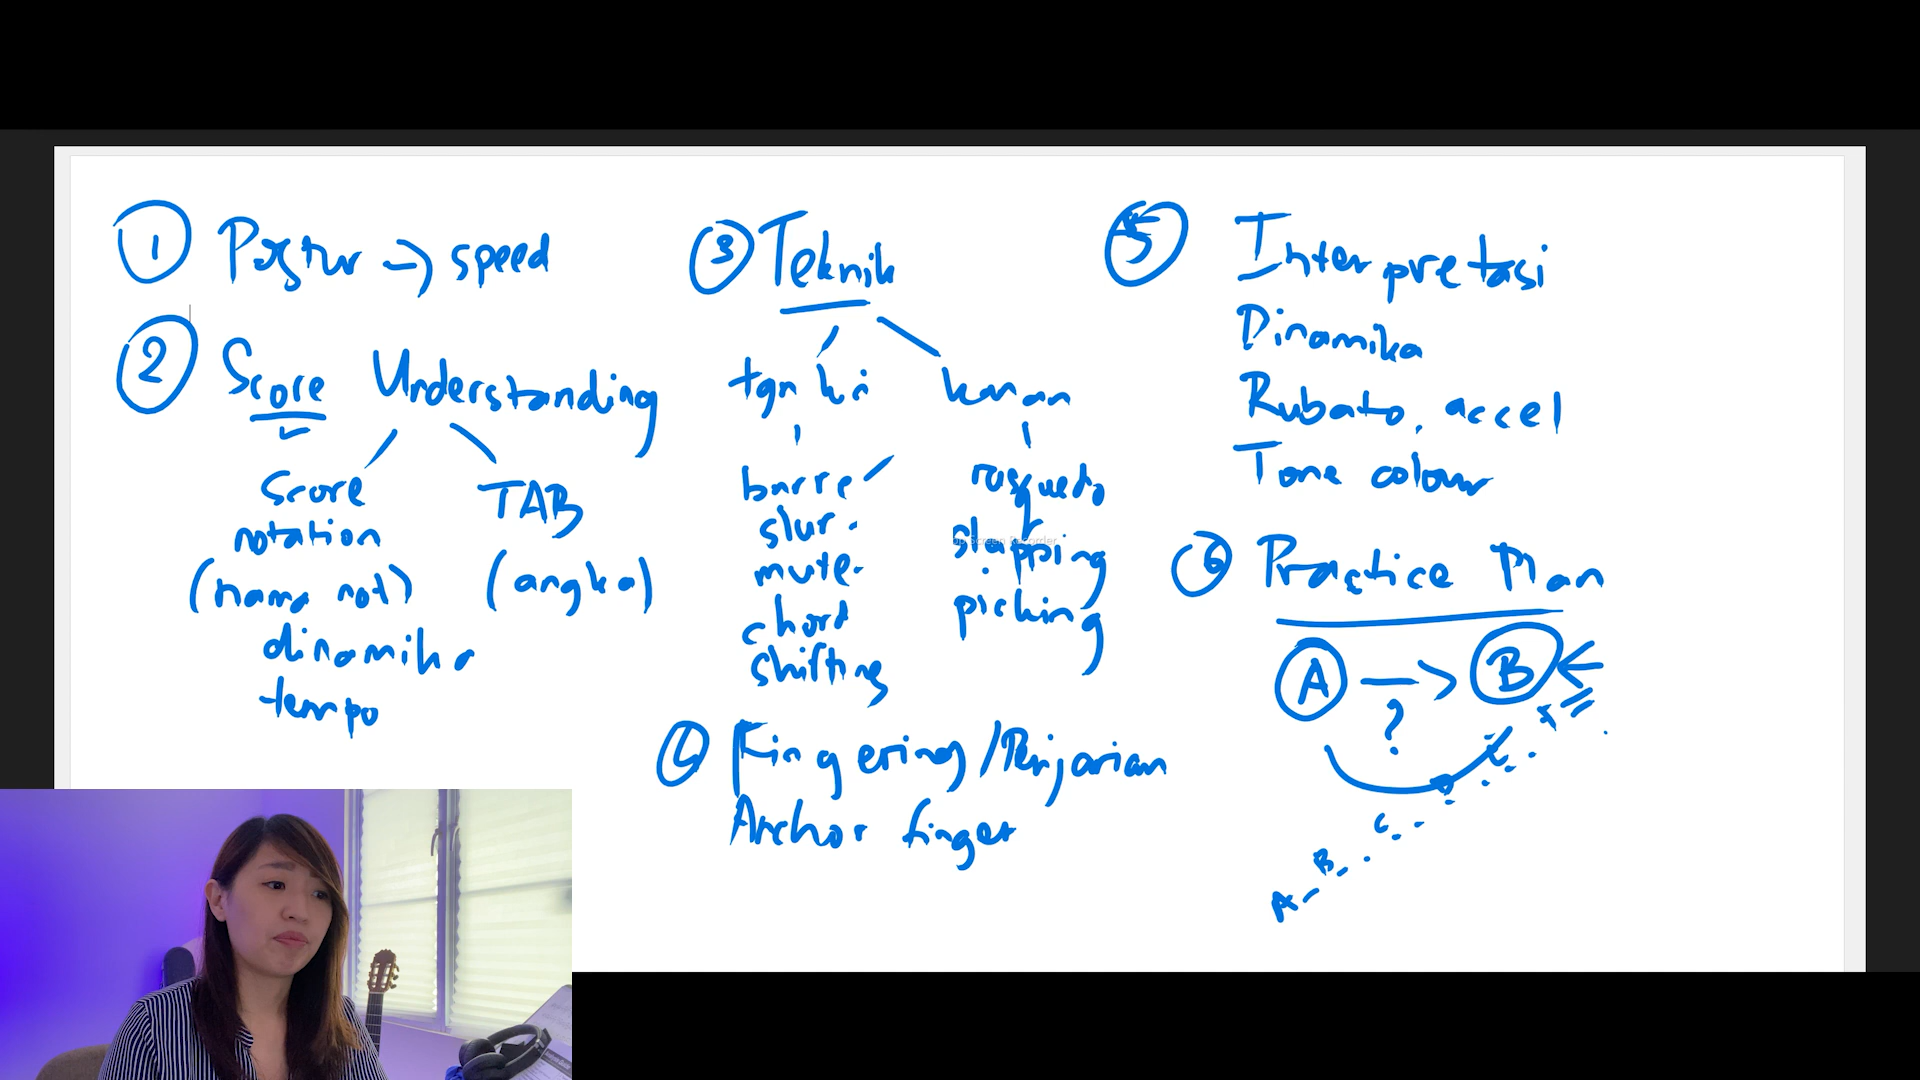 1 Postur -> speed
2 Score Understanding
score notation
(nama not)
dinamika
tempo
TAB
(angka)
3 Teknik
tgn kri
barre
slur
mute
chord
shifting
kanan
rasgueado
slapping
picking
4 Fingering/Penjarian
Anchor finger
5 Interpretasi
Dinamika
Rubato, accel
Tone colour
6 Practice Plan
A -> B
?
A B C